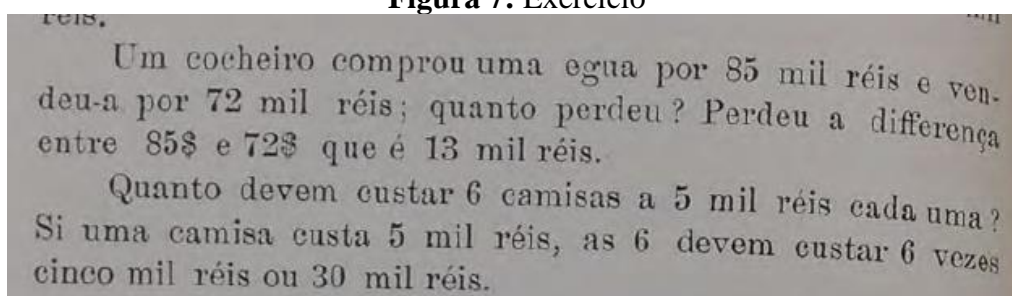 Figura 7. Exercício
réis.
Um cocheiro comprou uma egua por 85 mil réis e ven-
deu-a por 72 mil réis; quanto perdeu? Perdeu a differença
entre 85$ e 72$ que é 13 mil réis.
Quanto devem custar 6 camisas a 5 mil réis cada uma?
Si uma camisa custa 5 mil réis, as 6 devem custar 6 vezes
cinco mil réis ou 30 mil réis.